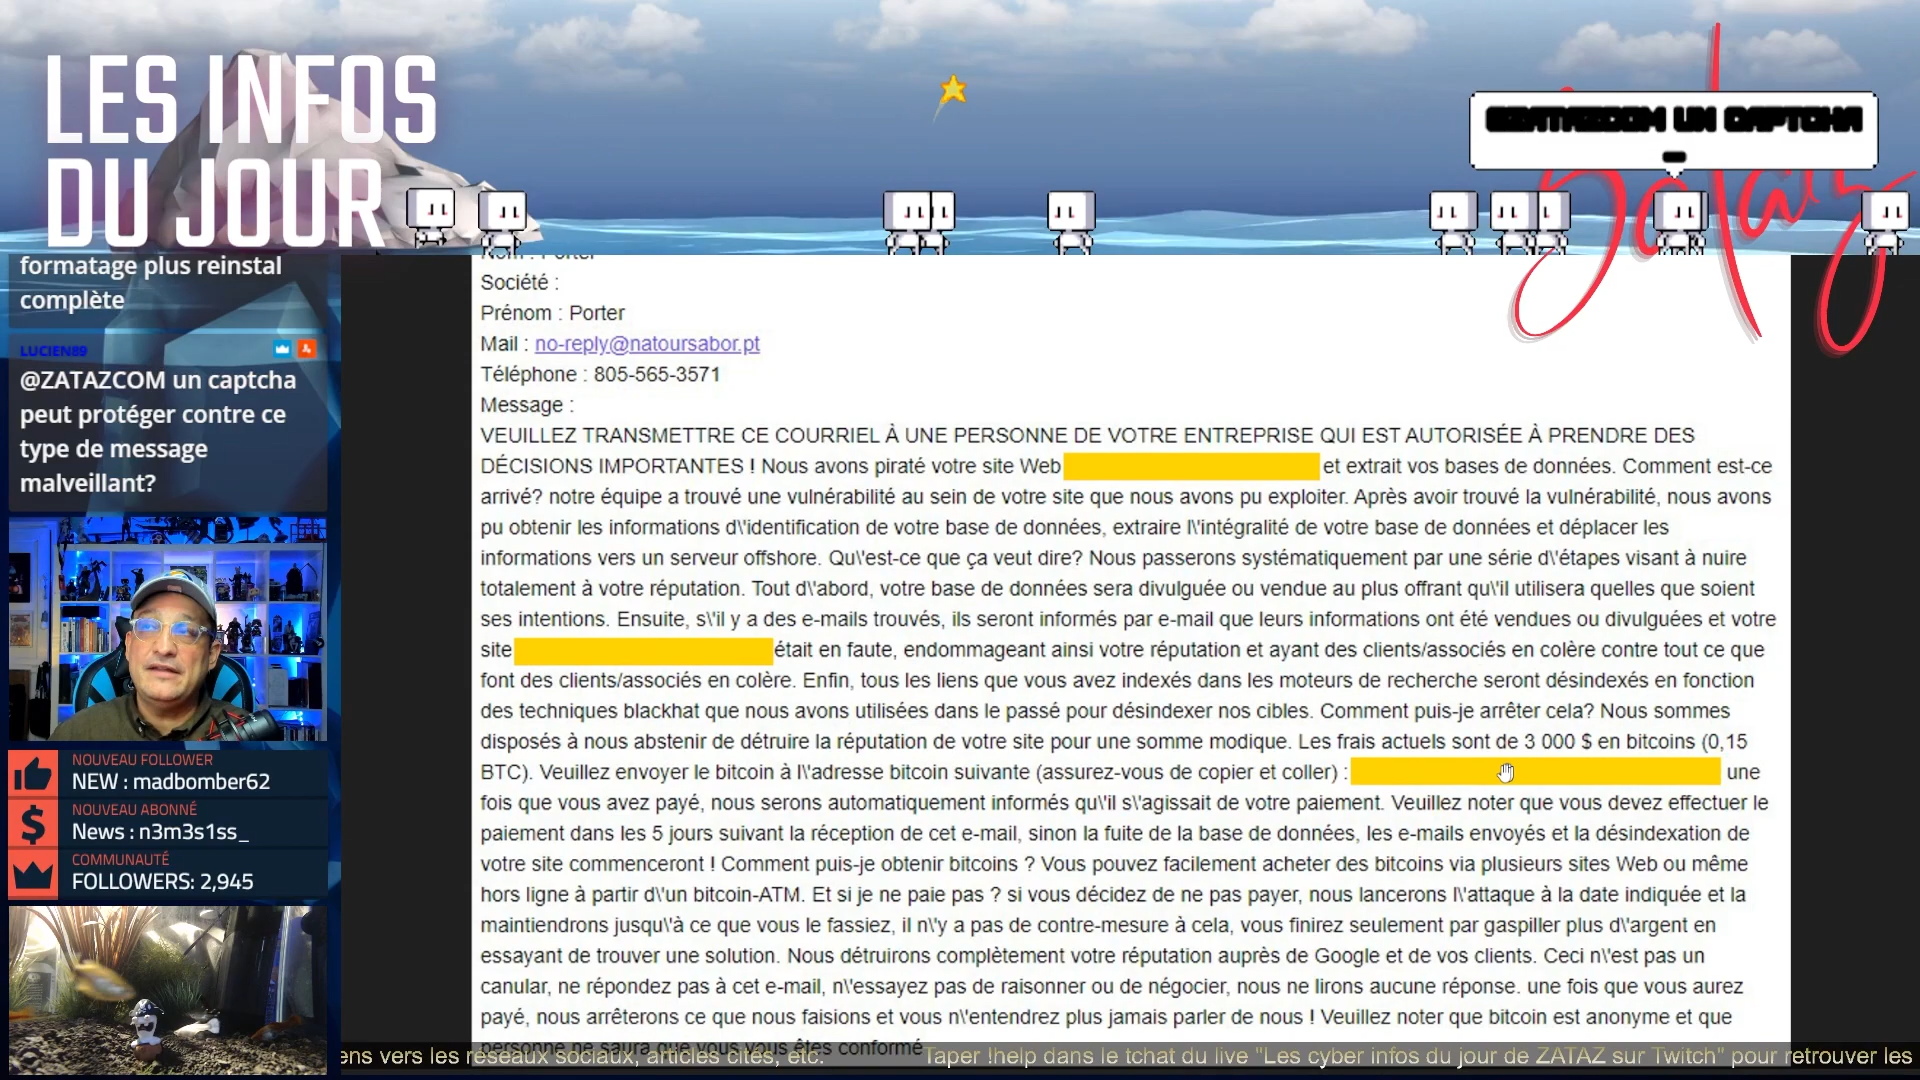 LES INFOS
DU JOUR
Zataz
@ZATAZCOM UN CAPTCHA
formatage plus reinstal
complète
LUCIEN89
@ZATAZCOM un captcha
peut protéger contre ce
type de message
malveillant?
NOUVEAU FOLLOWER
NEW : madbomber62
NOUVEAU ABONNÉ
News : n3m3s1ss_
COMMUNAUTÉ
FOLLOWERS: 2,945
Nom : Porter
Société :
Prénom : Porter
Mail : no-reply@natoursabor.pt
Téléphone : 805-565-3571
Message :
VEUILLEZ TRANSMETTRE CE COURRIEL À UNE PERSONNE DE VOTRE ENTREPRISE QUI EST AUTORISÉE À PRENDRE DES
DÉCISIONS IMPORTANTES ! Nous avons piraté votre site Web et extrait vos bases de données. Comment est-ce
arrivé? notre équipe a trouvé une vulnérabilité au sein de votre site que nous avons pu exploiter. Après avoir trouvé la vulnérabilité, nous avons
pu obtenir les informations d\'identification de votre base de données, extraire l\'intégralité de votre base de données et déplacer les
informations vers un serveur offshore. Qu\'est-ce que ça veut dire? Nous passerons systématiquement par une série d\'étapes visant à nuire
totalement à votre réputation. Tout d\'abord, votre base de données sera divulguée ou vendue au plus offrant qu\'il utilisera quelles que soient
ses intentions. Ensuite, s\'il y a des e-mails trouvés, ils seront informés par e-mail que leurs informations ont été vendues ou divulguées et votre
site était en faute, endommageant ainsi votre réputation et ayant des clients/associés en colère contre tout ce que
font des clients/associés en colère. Enfin, tous les liens que vous avez indexés dans les moteurs de recherche seront désindexés en fonction
des techniques blackhat que nous avons utilisées dans le passé pour désindexer nos cibles. Comment puis-je arrêter cela? Nous sommes
disposés à nous abstenir de détruire la réputation de votre site pour une somme modique. Les frais actuels sont de 3 000 $ en bitcoins (0,15
BTC). Veuillez envoyer le bitcoin à l\'adresse bitcoin suivante (assurez-vous de copier et coller) : une
fois que vous avez payé, nous serons automatiquement informés qu\'il s\'agissait de votre paiement. Veuillez noter que vous devez effectuer le
paiement dans les 5 jours suivant la réception de cet e-mail, sinon la fuite de la base de données, les e-mails envoyés et la désindexation de
votre site commenceront ! Comment puis-je obtenir bitcoins ? Vous pouvez facilement acheter des bitcoins via plusieurs sites Web ou même
hors ligne à partir d\'un bitcoin-ATM. Et si je ne paie pas ? si vous décidez de ne pas payer, nous lancerons l\'attaque à la date indiquée et la
maintiendrons jusqu\'à ce que vous le fassiez, il n\'y a pas de contre-mesure à cela, vous finirez seulement par gaspiller plus d\'argent en
essayant de trouver une solution. Nous détruirons complètement votre réputation auprès de Google et de vos clients. Ceci n\'est pas un
canular, ne répondez pas à cet e-mail, n\'essayez pas de raisonner ou de négocier, nous ne lirons aucune réponse. une fois que vous aurez
payé, nous arrêterons ce que nous faisions et vous n\'entendrez plus jamais parler de nous ! Veuillez noter que bitcoin est anonyme et que
personne ne saura que vous vous êtes conformé
ens vers les réseaux sociaux, articles cités, etc. Taper !help dans le tchat du live "Les cyber infos du jour de ZATAZ sur Twitch" pour retrouver les